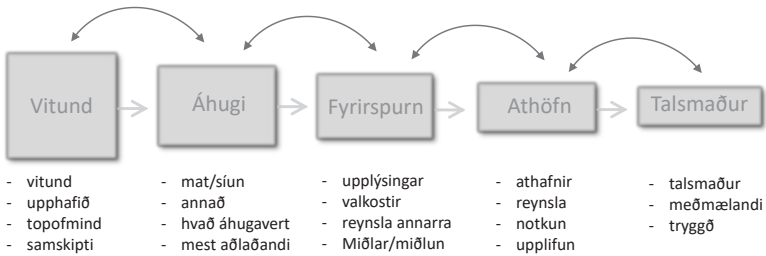 Vitund
Áhugi
Fyrirspurn
Athöfn
Talsmaður
- vitund
- upphafið
- topofmind
- samskipti
- mat/síun
- annað
- hvað áhugavert
- mest aðlaðandi
- upplýsingar
- valkostir
- reynsla annarra
- Miðlar/miðlun
- athafnir
- reynsla
- notkun
- upplifun
- talsmaður
- meðmælandi
- tryggð